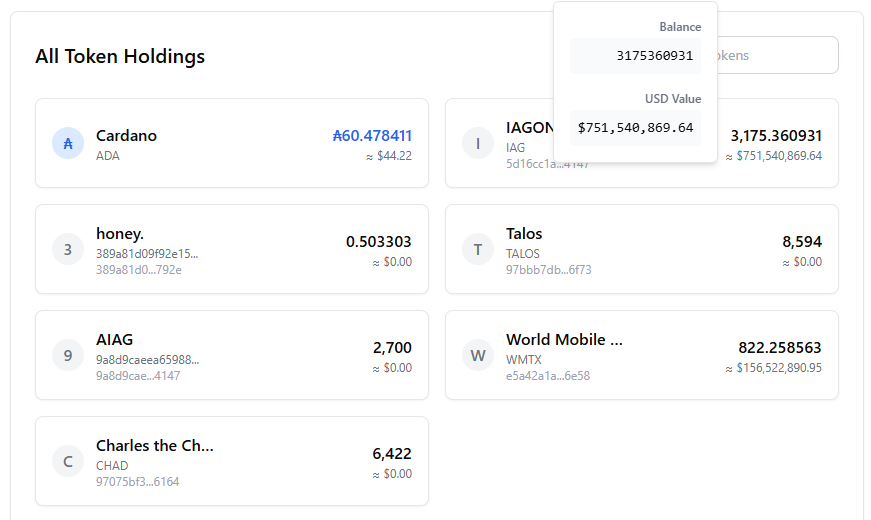 Balance
3175360931
USD Value
$751,540,869.64
All Token Holdings
okens
₳
Cardano
ADA
₳60.478411
≈ $44.22
I
IAGON
IAG
5d16cc1a...4147
3,175.360931
≈ $751,540,869.64
3
honey.
389a81d09f92e15...
389a81d0...792e
0.503303
≈ $0.00
T
Talos
TALOS
97bbb7db...6f73
8,594
≈ $0.00
9
AIAG
9a8d9caeea65988...
9a8d9cae...4147
2,700
≈ $0.00
W
World Mobile ...
WMTX
e5a42a1a...6e58
822.258563
≈ $156,522,890.95
C
Charles the Ch...
CHAD
97075bf3...6164
6,422
≈ $0.00